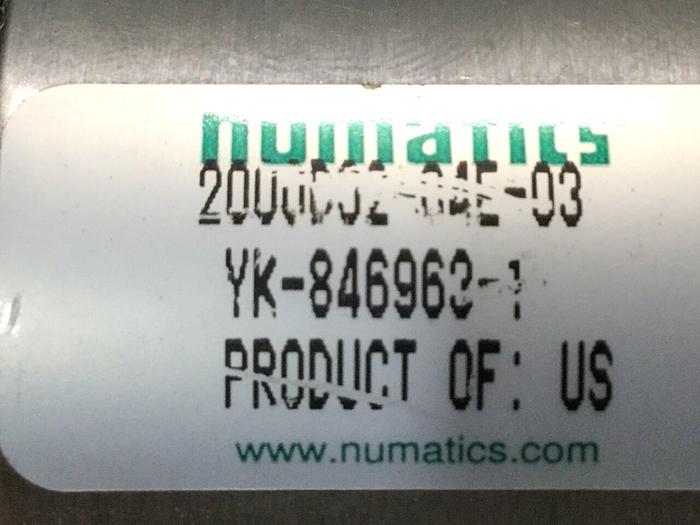 numatics
YK-846963-1
PRODUCT OF: US
www.numatics.com